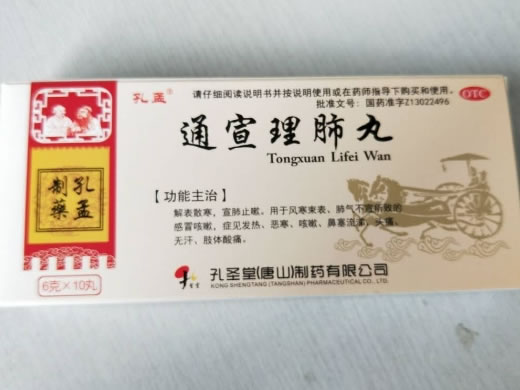 孔孟®
请仔细阅读说明书并按说明使用或在药师指导下购买和使用。
批准文号：国药准字Z13022496
OTC
通宣理肺丸
Tongxuan Lifei Wan
孔孟
制藥
【功能主治】
解表散寒，宣肺止嗽。用于风寒束表、肺气不宣所致的
感冒咳嗽，症见发热、恶寒、咳嗽、鼻塞流涕、头痛、
无汗、肢体酸痛。
6克×10丸
孔圣堂(唐山)制药有限公司
KONG SHENGTANG (TANGSHAN) PHARMACEUTICAL CO., LTD.